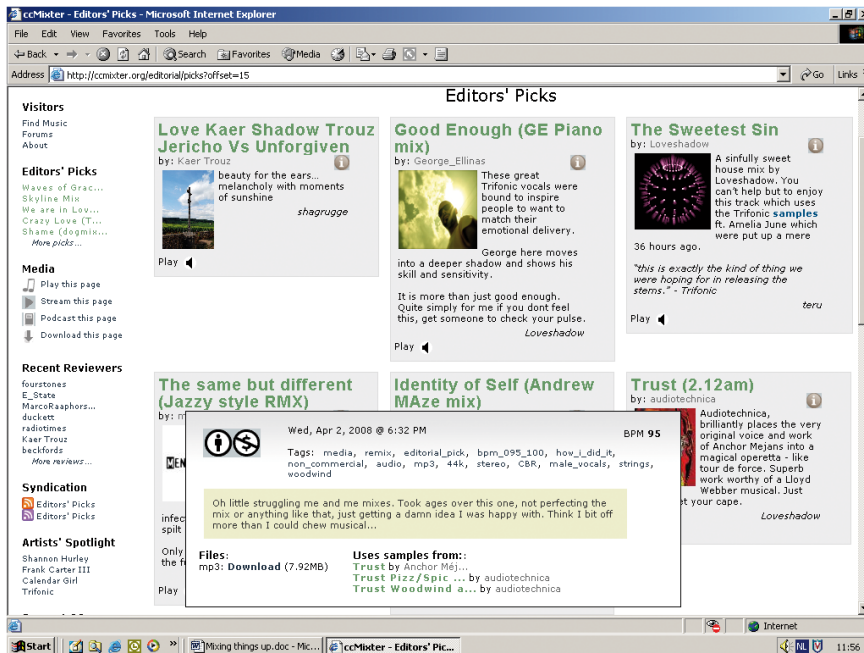 ccMixter - Editors' Picks - Microsoft Internet Explorer
File Edit View Favorites Tools Help
Back Search Favorites Media
Address http://ccmixter.org/editorial/picks?offset=15 Go Links
Editors' Picks
Visitors
Find Music
Forums
About
Editors' Picks
Waves of Grac...
Skyline Mix
We are in Lov...
Crazy Love (T...
Shame (dogmix...
More picks...
Media
Play this page
Stream this page
Podcast this page
Download this page
Recent Reviewers
fourstones
E_State
MarcoRaaphors...
duckett
radiotimes
Kaer Trouz
beckfords
More reviews...
Syndication
Editors' Picks
Editors' Picks
Artists' Spotlight
Shannon Hurley
Frank Carter III
Calendar Girl
Trifonic
Love Kaer Shadow Trouz
Jericho Vs Unforgiven
by: Kaer Trouz
beauty for the ears...
melancholy with moments
of sunshine
shagrugge
Play
Good Enough (GE Piano
mix)
by: George_Ellinas
These great
Trifonic vocals were
bound to inspire
people to want to
match their
emotional delivery.
George here moves
into a deeper shadow and shows his
skill and sensitivity.
It is more than just good enough.
Quite simply for me if you dont feel
this, get someone to check your pulse.
Loveshadow
Play
The Sweetest Sin
by: Loveshadow
A sinfully sweet
house mix by
Loveshadow. You
can't help but to enjoy
this track which uses
the Trifonic samples
ft. Amelia June which
were put up a mere
36 hours ago.
"this is exactly the kind of thing we
were hoping for in releasing the
stems." - Trifonic
teru
Play
The same but different
(Jazzy style RMX)
by: m
MEN
infec
spilt
Only
the f
Play
Identity of Self (Andrew
MAze mix)
Trust (2.12am)
by: audiotechnica
Audiotechnica,
brilliantly places the very
original voice and work
of Anchor Mejans into a
magical operetta - like
tour de force. Superb
work worthy of a Lloyd
Webber musical. Just
et your cape.
Loveshadow
Wed, Apr 2, 2008 @ 6:32 PM
BPM 95
Tags: media, remix, editorial_pick, bpm_095_100, how_i_did_it,
non_commercial, audio, mp3, 44k, stereo, CBR, male_vocals, strings,
woodwind
Oh little struggling me and me mixes. Took ages over this one, not perfecting the
mix or anything like that, just getting a damn idea I was happy with. Think I bit off
more than I could chew musical...
Files:
mp3: Download (7.92MB)
Uses samples from::
Trust by Anchor Méj...
Trust Pizz/Spic ... by audiotechnica
Trust Woodwind a... by audiotechnica
Internet
Start » Mixing things up.doc - Mic... ccMixter - Editors' Pic... NL 11:56